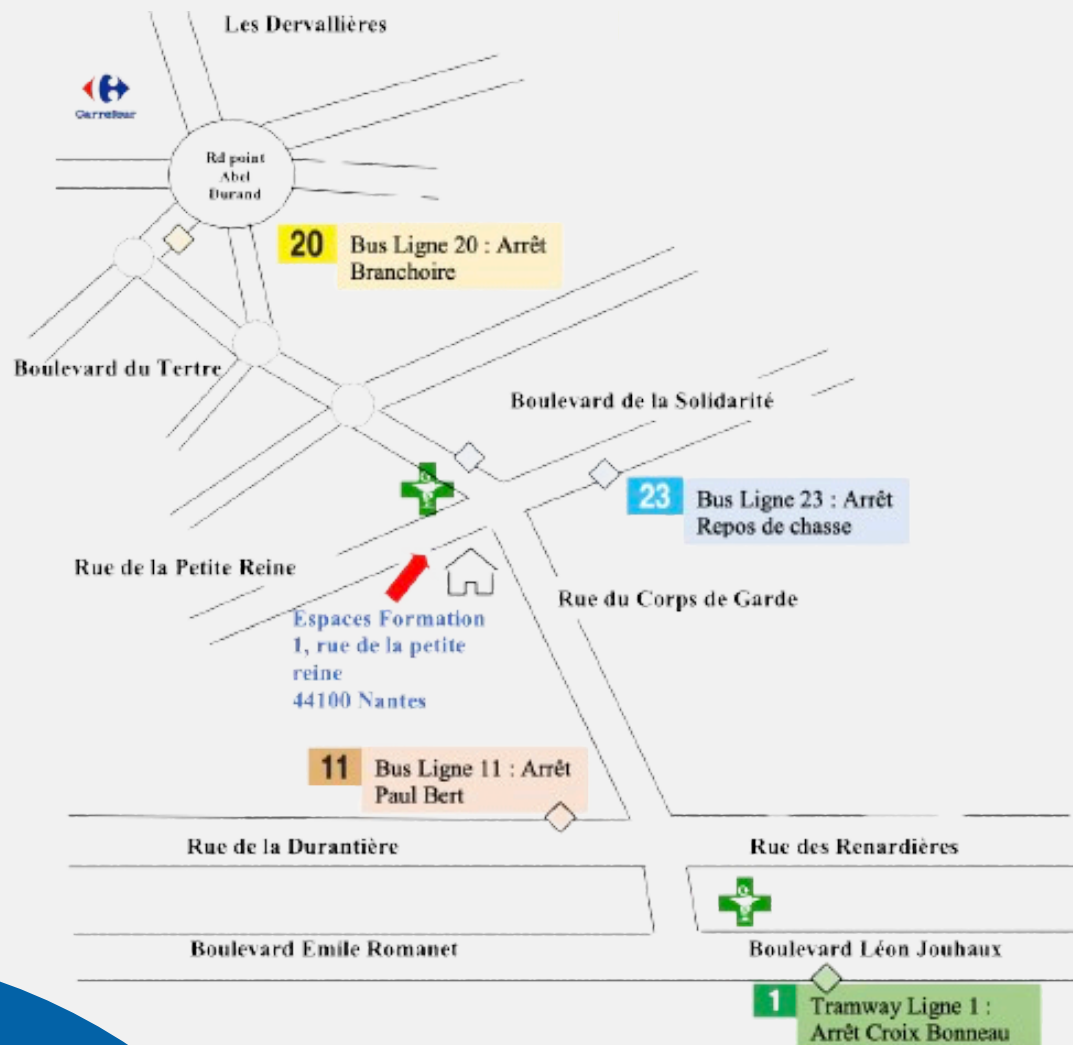 Les Dervallières
Carrefour
Rd point
Abel
Durand
20
Bus Ligne 20 : Arrêt
Branchoire
Boulevard du Tertre
Boulevard de la Solidarité
23
Bus Ligne 23 : Arrêt
Repos de chasse
Rue de la Petite Reine
Rue du Corps de Garde
Espaces Formation
1, rue de la petite
reine
44100 Nantes
11
Bus Ligne 11 : Arrêt
Paul Bert
Rue de la Durantière
Rue des Renardières
Boulevard Emile Romanet
Boulevard Léon Jouhaux
1
Tramway Ligne 1 :
Arrêt Croix Bonneau